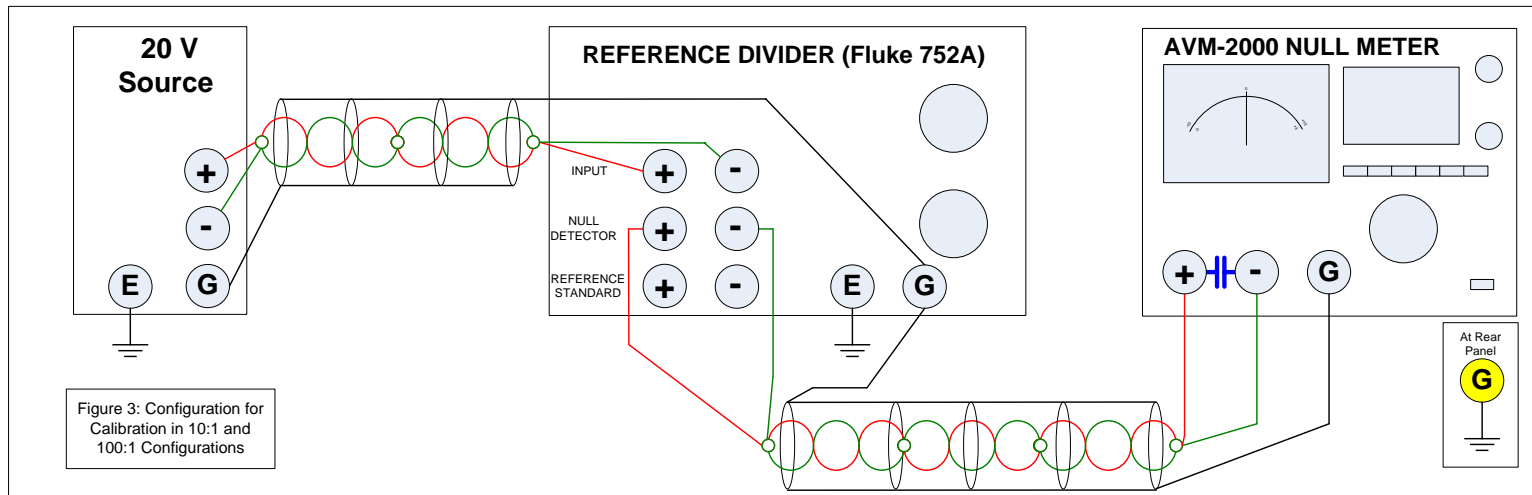 20 V
Source
+
-
E
G
Figure 3: Configuration for
Calibration in 10:1 and
100:1 Configurations
REFERENCE DIVIDER (Fluke 752A)
INPUT
+
-
NULL
DETECTOR
+
-
REFERENCE
STANDARD
+
-
E
G
AVM-2000 NULL METER
0
+
-
G
At Rear
Panel
G